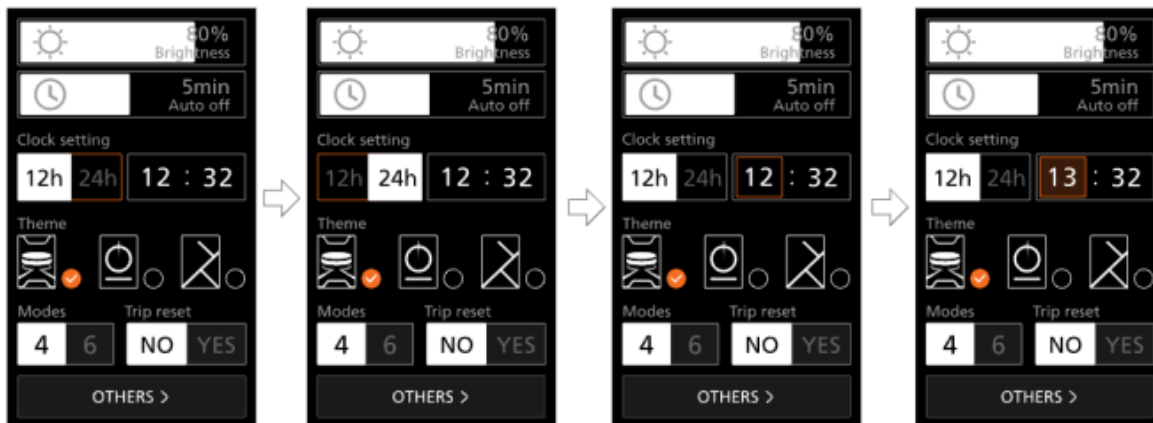 80%
Brightness
5min
Auto off
Clock setting
12h 24h 12 : 32
Theme
Modes Trip reset
4 6 NO YES
OTHERS >
80%
Brightness
5min
Auto off
Clock setting
12h 24h 12 : 32
Theme
Modes Trip reset
4 6 NO YES
OTHERS >
80%
Brightness
5min
Auto off
Clock setting
12h 24h 12 : 32
Theme
Modes Trip reset
4 6 NO YES
OTHERS >
80%
Brightness
5min
Auto off
Clock setting
12h 24h 13 : 32
Theme
Modes Trip reset
4 6 NO YES
OTHERS >